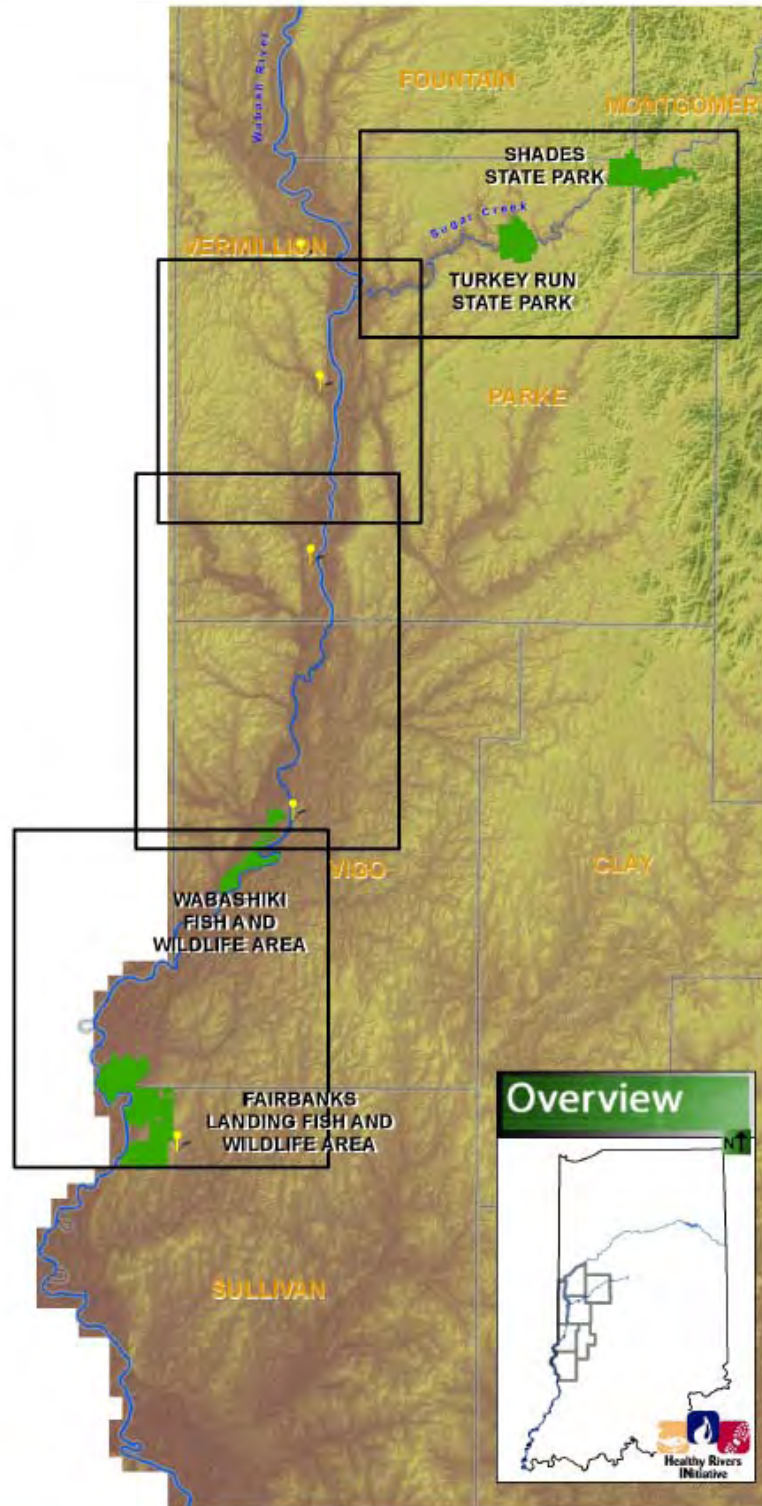 Wabash River
FOUNTAIN
MONTGOMER
SHADES
STATE PARK
Sugar Creek
VERMILLION
TURKEY RUN
STATE PARK
PARKE
VIGO
CLAY
WABASHIKI
FISH AND
WILDLIFE AREA
FAIRBANKS
LANDING FISH AND
WILDLIFE AREA
SULLIVAN
Overview
N
Healthy Rivers
INitiative